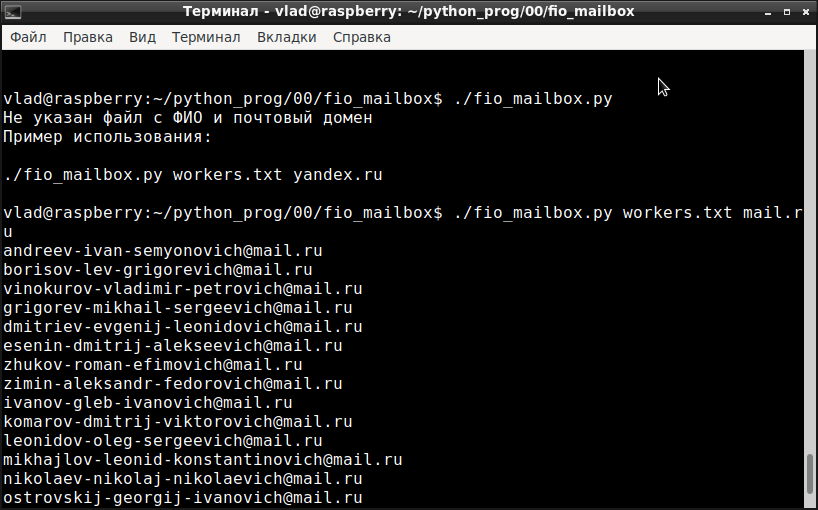 Терминал - vlad@raspberry: ~/python_prog/00/fio_mailbox
Файл Правка Вид Терминал Вкладки Справка
vlad@raspberry:~/python_prog/00/fio_mailbox$ ./fio_mailbox.py
Не указан файл с ФИО и почтовый домен
Пример использования:
./fio_mailbox.py workers.txt yandex.ru
vlad@raspberry:~/python_prog/00/fio_mailbox$ ./fio_mailbox.py workers.txt mail.r
u
andreev-ivan-semyonovich@mail.ru
borisov-lev-grigorevich@mail.ru
vinokurov-vladimir-petrovich@mail.ru
grigorev-mikhail-sergeevich@mail.ru
dmitriev-evgenij-leonidovich@mail.ru
esenin-dmitrij-alekseevich@mail.ru
zhukov-roman-efimovich@mail.ru
zimin-aleksandr-fedorovich@mail.ru
ivanov-gleb-ivanovich@mail.ru
komarov-dmitrij-viktorovich@mail.ru
leonidov-oleg-sergeevich@mail.ru
mikhajlov-leonid-konstantinovich@mail.ru
nikolaev-nikolaj-nikolaevich@mail.ru
ostrovskij-georgij-ivanovich@mail.ru